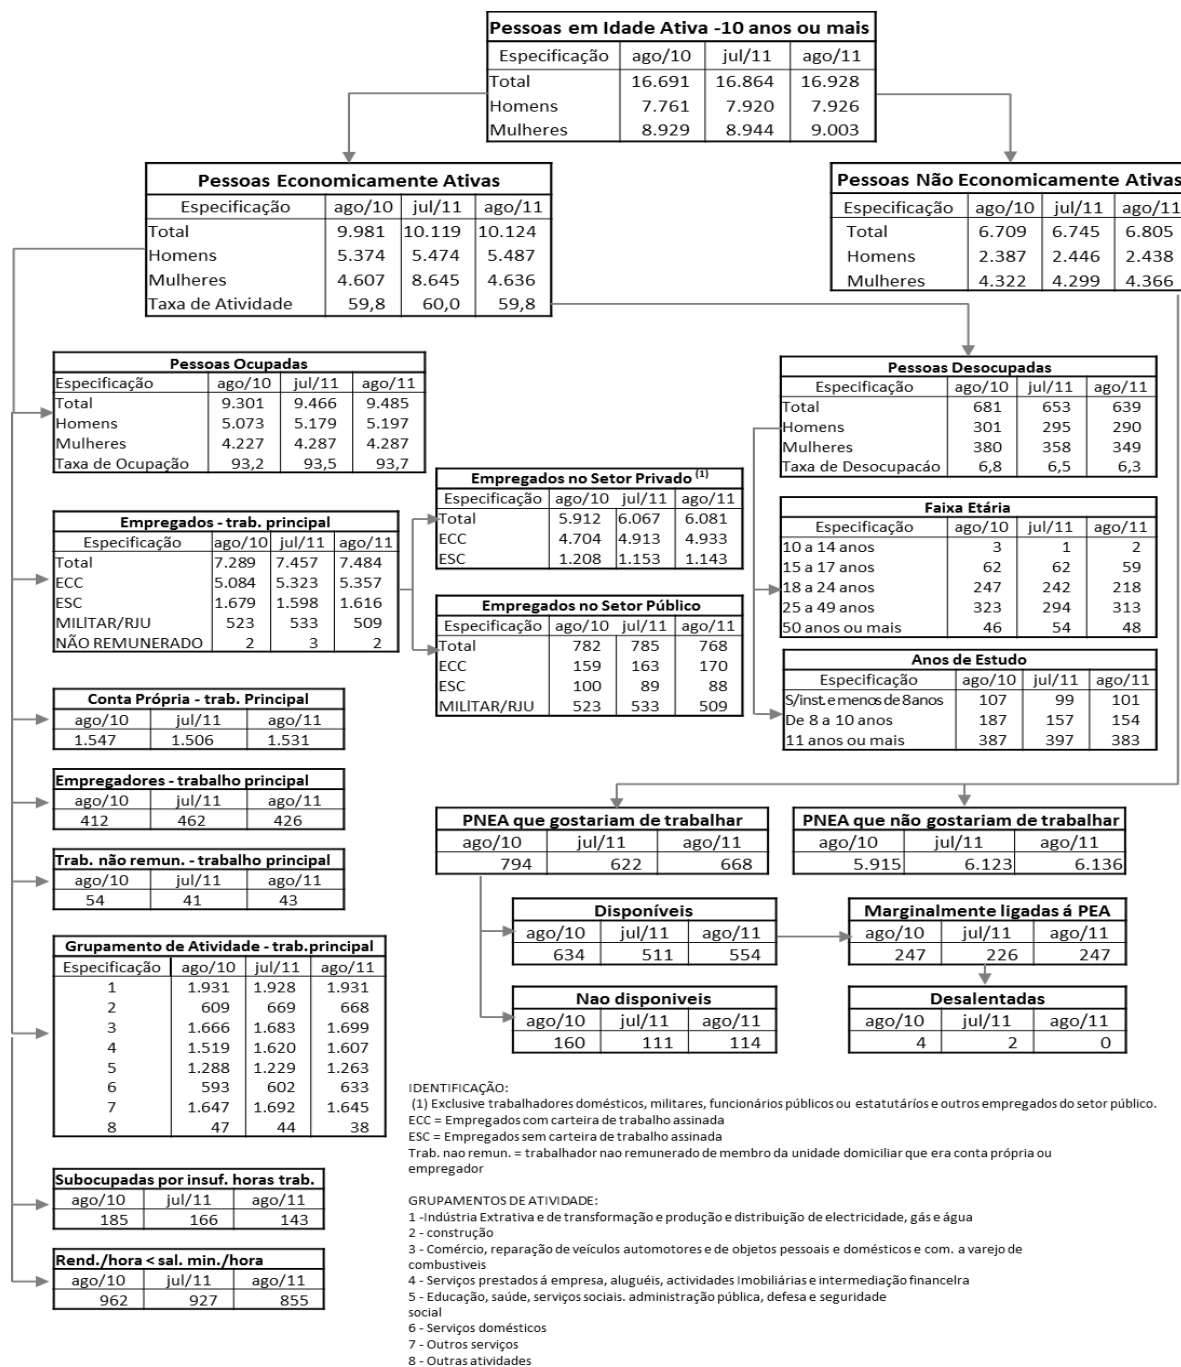 Pessoas em Idade Ativa -10 anos ou mais
Especificação ago/10 jul/11 ago/11
Total 16.691 16.864 16.928
Homens 7.761 7.920 7.926
Mulheres 8.929 8.944 9.003
Pessoas Economicamente Ativas
Especificação ago/10 jul/11 ago/11
Total 9.981 10.119 10.124
Homens 5.374 5.474 5.487
Mulheres 4.607 8.645 4.636
Taxa de Atividade 59,8 60,0 59,8
Pessoas Não Economicamente Ativas
Especificação ago/10 jul/11 ago/11
Total 6.709 6.745 6.805
Homens 2.387 2.446 2.438
Mulheres 4.322 4.299 4.366
Pessoas Ocupadas
Especificação ago/10 jul/11 ago/11
Total 9.301 9.466 9.485
Homens 5.073 5.179 5.197
Mulheres 4.227 4.287 4.287
Taxa de Ocupação 93,2 93,5 93,7
Pessoas Desocupadas
Especificação ago/10 jul/11 ago/11
Total 681 653 639
Homens 301 295 290
Mulheres 380 358 349
Taxa de Desocupacáo 6,8 6,5 6,3
Empregados - trab. principal
Especificação ago/10 jul/11 ago/11
Total 7.289 7.457 7.484
ECC 5.084 5.323 5.357
ESC 1.679 1.598 1.616
MILITAR/RJU 523 533 509
NÃO REMUNERADO 2 3 2
Empregados no Setor Privado (1)
Especificação ago/10 jul/11 ago/11
Total 5.912 6.067 6.081
ECC 4.704 4.913 4.933
ESC 1.208 1.153 1.143
Empregados no Setor Público
Especificação ago/10 jul/11 ago/11
Total 782 785 768
ECC 159 163 170
ESC 100 89 88
MILITAR/RJU 523 533 509
Faixa Etária
Especificação ago/10 jul/11 ago/11
10 a 14 anos 3 1 2
15 a 17 anos 62 62 59
18 a 24 anos 247 242 218
25 a 49 anos 323 294 313
50 anos ou mais 46 54 48
Anos de Estudo
Especificação ago/10 jul/11 ago/11
S/inst. e menos de 8anos 107 99 101
De 8 a 10 anos 187 157 154
11 anos ou mais 387 397 383
Conta Própria - trab. Principal
ago/10 jul/11 ago/11
1.547 1.506 1.531
Empregadores - trabalho principal
ago/10 jul/11 ago/11
412 462 426
Trab. não remun. - trabalho principal
ago/10 jul/11 ago/11
54 41 43
Grupamento de Atividade - trab.principal
Especificação ago/10 jul/11 ago/11
1 1.931 1.928 1.931
2 609 669 668
3 1.666 1.683 1.699
4 1.519 1.620 1.607
5 1.288 1.229 1.263
6 593 602 633
7 1.647 1.692 1.645
8 47 44 38
Subocupadas por insuf. horas trab.
ago/10 jul/11 ago/11
185 166 143
Rend./hora < sal. min./hora
ago/10 jul/11 ago/11
962 927 855
PNEA que gostariam de trabalhar
ago/10 jul/11 ago/11
794 622 668
PNEA que não gostariam de trabalhar
ago/10 jul/11 ago/11
5.915 6.123 6.136
Disponíveis
ago/10 jul/11 ago/11
634 511 554
Marginalmente ligadas á PEA
ago/10 jul/11 ago/11
247 226 247
Nao disponiveis
ago/10 jul/11 ago/11
160 111 114
Desalentadas
ago/10 jul/11 ago/11
4 2 0
IDENTIFICAÇÃO:
(1) Exclusive trabalhadores domésticos, militares, funcionários públicos ou estatutáríos e outros empregados do setor público.
ECC = Empregados com carteira de trabalho assinada
ESC = Empregados sem carteira de trabalho assinada
Trab. nao remun. = trabalhador nao remunerado de membro da unidade domiciliar que era conta própria ou
empregador
GRUPAMENTOS DE ATIVIDADE:
1 -Indústria Extrativa e de transformação e produção e distribuição de electricidade, gás e água
2 - construção
3 - Comércio, reparação de veículos automotores e de objetos pessoais e domésticos e com. a varejo de
combustiveis
4 - Serviços prestados á empresa, aluguéis, actividades Imobiliárias e intermediação financelra
5 - Educação, saúde, serviços sociais. administração pública, defesa e seguridade
social
6 - Serviços domésticos
7 - Outros serviços
8 - Outras atividades